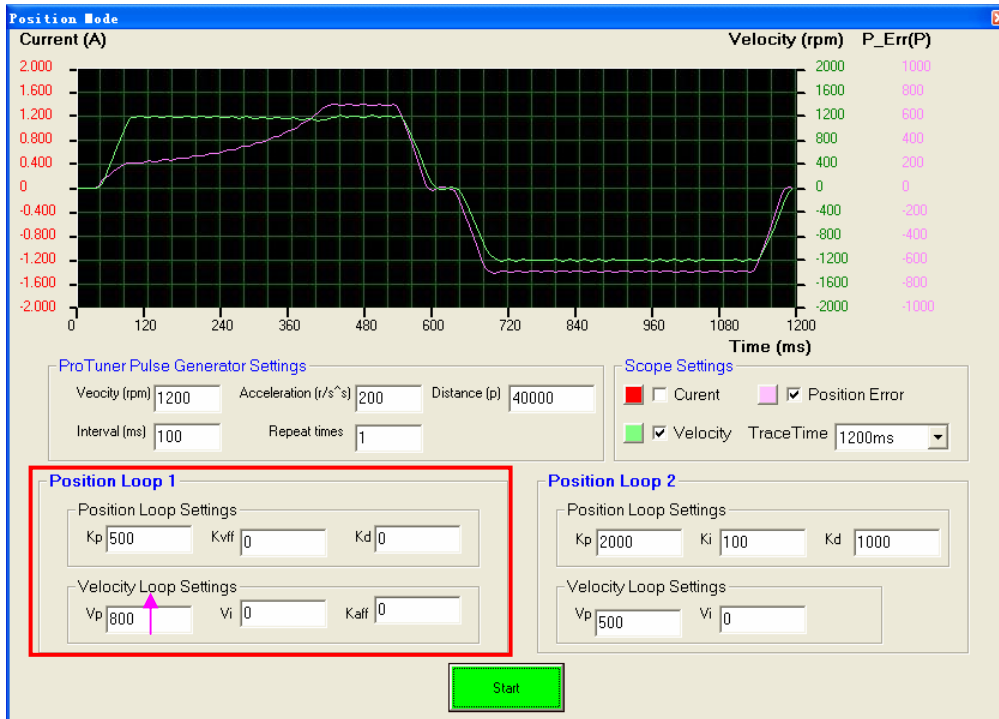 Position Mode
Current (A) Velocity (rpm) P_Err(P)
2.000 2000 1000
1.600 1600 800
1.200 1200 600
0.800 800 400
0.400 400 200
0 0 0
-0.400 -400 -200
-0.800 -800 -400
-1.200 -1200 -600
-1.600 -1600 -800
-2.000 -2000 -1000
0 120 240 360 480 600 720 840 960 1080 1200
Time (ms)
ProTuner Pulse Generator Settings
Veocity (rpm) 1200 Acceleration (r/s^s) 200 Distance (p) 40000
Interval (ms) 100 Repeat times 1
Scope Settings
Curent Position Error
Velocity TraceTime 1200ms
Position Loop 1
Position Loop Settings
Kp 500 Kvff 0 Kd 0
Velocity Loop Settings
Vp 800 Vi 0 Kaff 0
Position Loop 2
Position Loop Settings
Kp 2000 Ki 100 Kd 1000
Velocity Loop Settings
Vp 500 Vi 0
Start